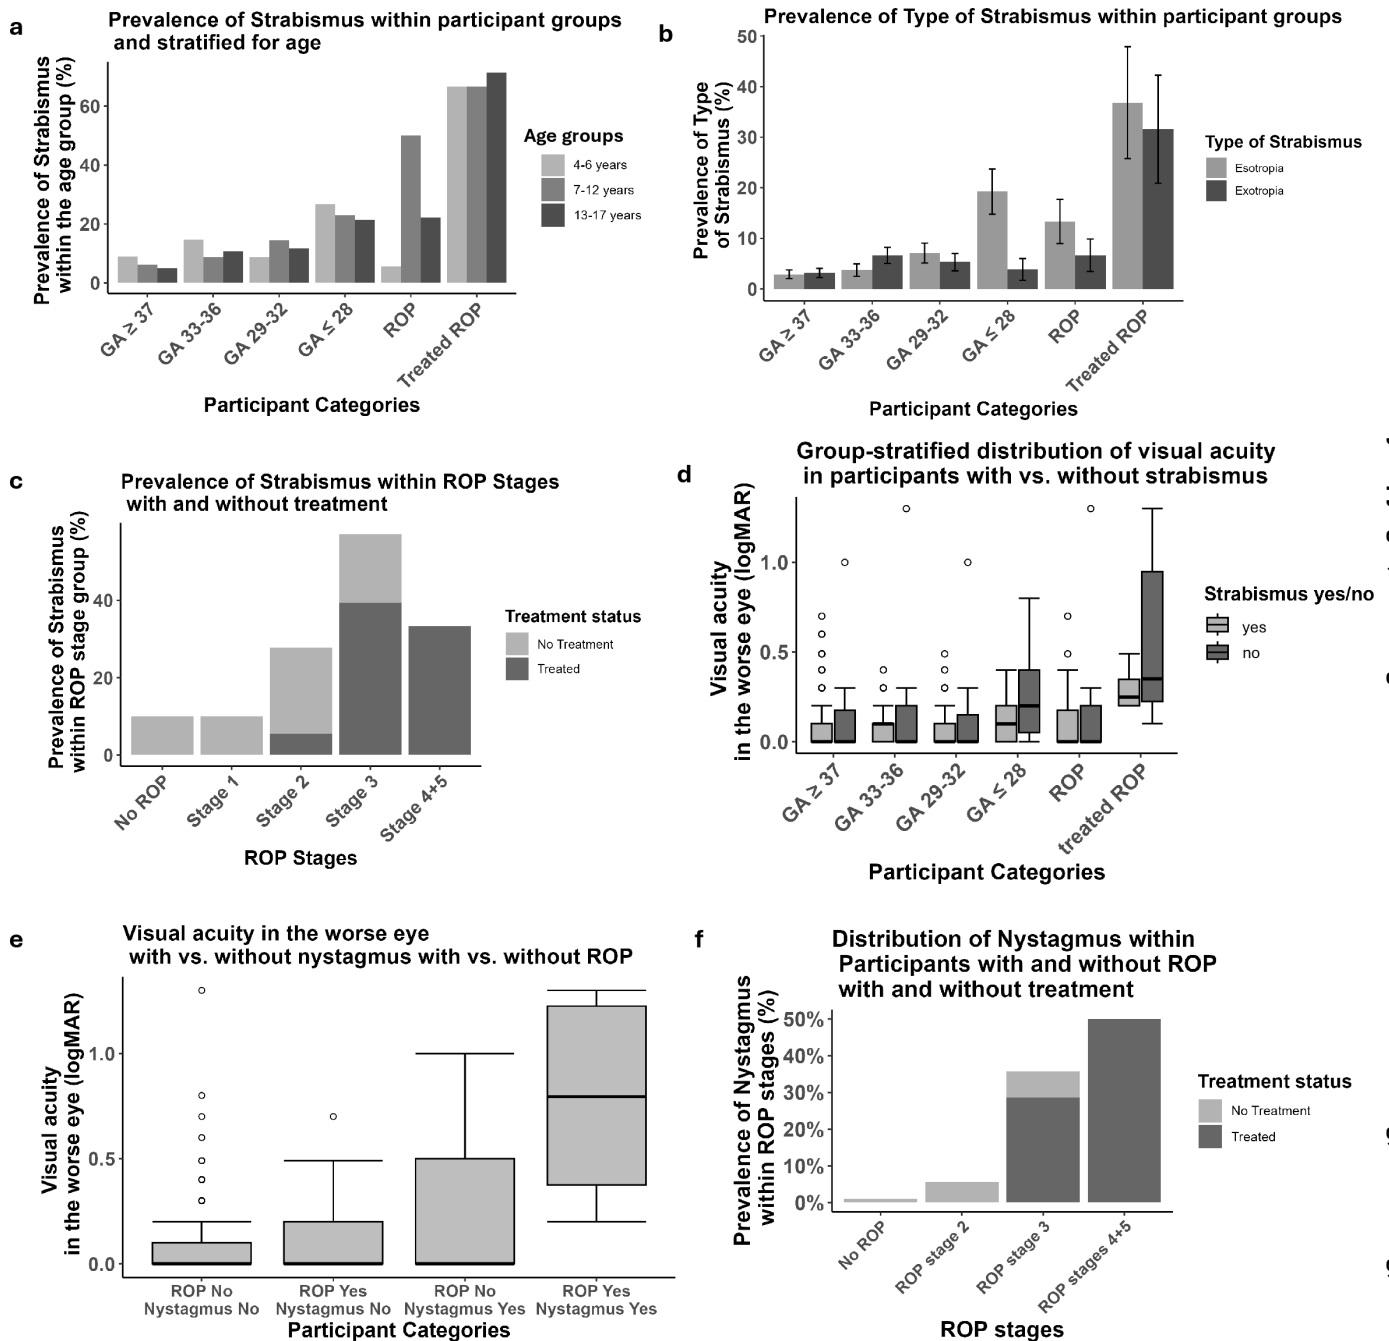 a
Prevalence of Strabismus within participant groups
and stratified for age
Prevalence of Strabismus
within the age group (%)
60
40
20
0
GA ≥ 37
GA 33-36
GA 29-32
GA ≤ 28
ROP
Treated ROP
Participant Categories
Age groups
4-6 years
7-12 years
13-17 years
b
Prevalence of Type of Strabismus within participant groups
Prevalence of Type
of Strabismus (%)
50
40
30
20
10
0
GA ≥ 37
GA 33-36
GA 29-32
GA ≤ 28
ROP
Treated ROP
Participant Categories
Type of Strabismus
Esotropia
Exotropia
c
Prevalence of Strabismus within ROP Stages
with and without treatment
Prevalence of Strabismus
within ROP stage group (%)
40
20
0
No ROP
Stage 1
Stage 2
Stage 3
Stage 4+5
ROP Stages
Treatment status
No Treatment
Treated
d
Group-stratified distribution of visual acuity
in participants with vs. without strabismus
Visual acuity
in the worse eye (logMAR)
1.0
0.5
0.0
GA ≥ 37
GA 33-36
GA 29-32
GA ≤ 28
ROP
treated ROP
Participant Categories
Strabismus yes/no
yes
no
e
Visual acuity in the worse eye
with vs. without nystagmus with vs. without ROP
Visual acuity
in the worse eye (logMAR)
1.0
0.5
0.0
ROP No
Nystagmus No
ROP Yes
Nystagmus No
ROP No
Nystagmus Yes
ROP Yes
Nystagmus Yes
Participant Categories
f
Distribution of Nystagmus within
Participants with and without ROP
with and without treatment
Prevalence of Nystagmus
within ROP stages (%)
50%
40%
30%
20%
10%
0%
No ROP
ROP stage 2
ROP stage 3
ROP stages 4+5
ROP stages
Treatment status
No Treatment
Treated